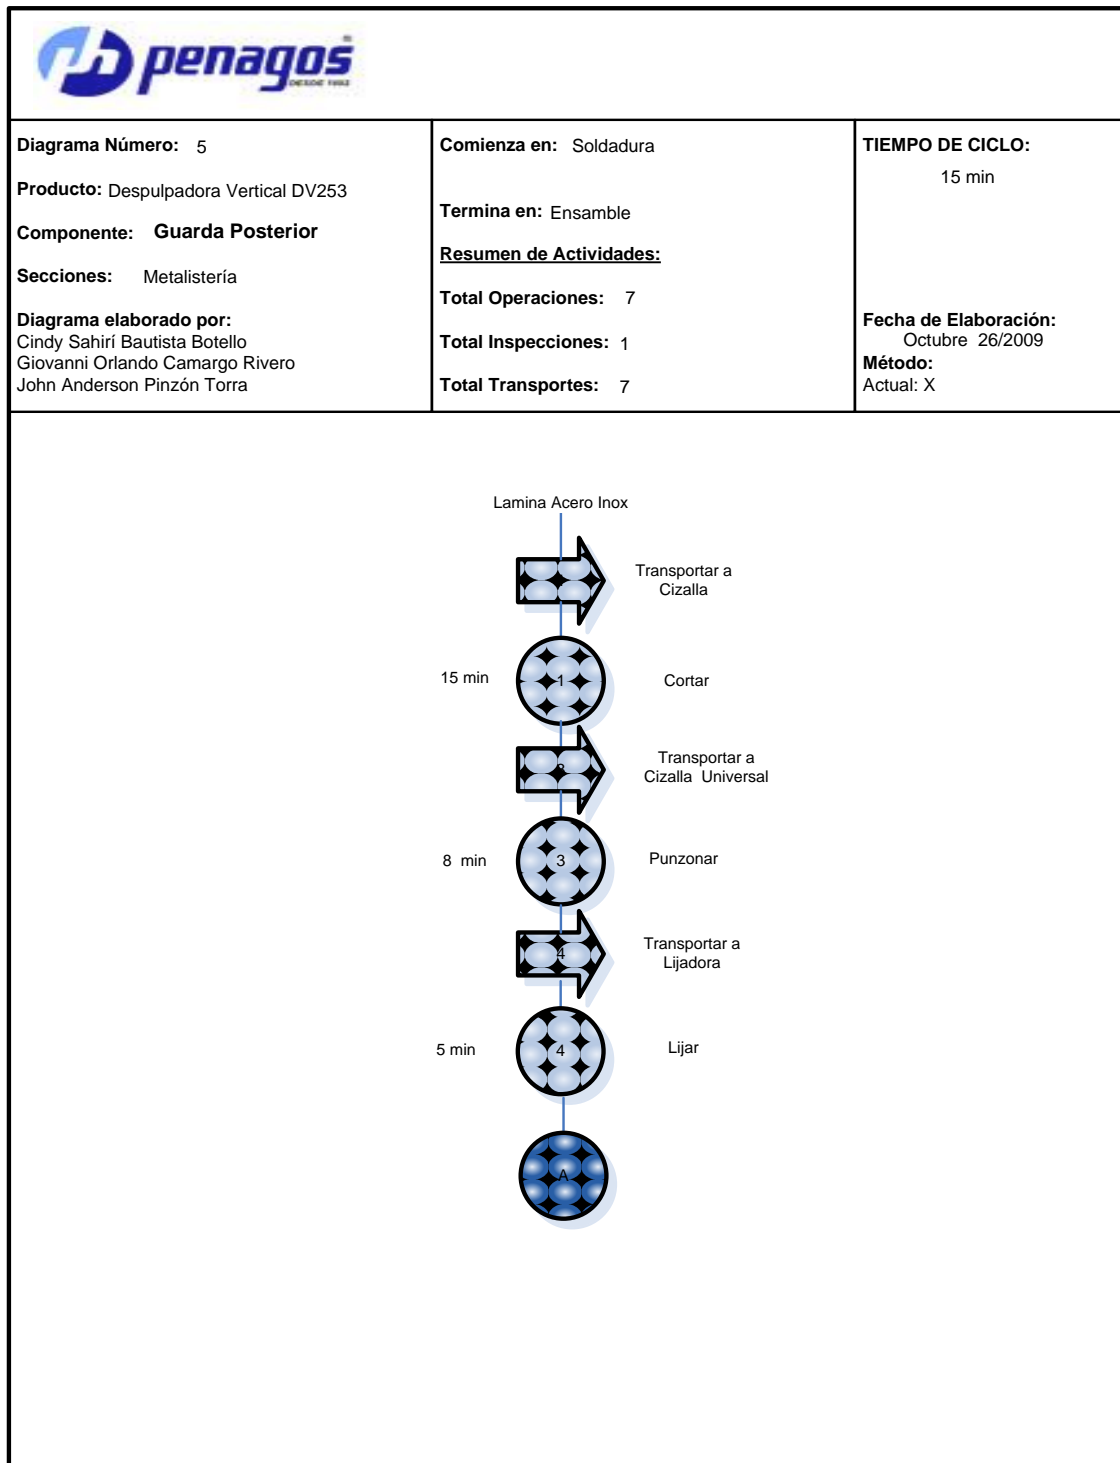 penagos
DESDE 1892
Diagrama Número: 5
Producto: Despulpadora Vertical DV253
Componente: Guarda Posterior
Secciones: Metalistería
Diagrama elaborado por:
Cindy Sahirí Bautista Botello
Giovanni Orlando Camargo Rivero
John Anderson Pinzón Torra
Comienza en: Soldadura
Termina en: Ensamble
Resumen de Actividades:
Total Operaciones: 7
Total Inspecciones: 1
Total Transportes: 7
TIEMPO DE CICLO:
15 min
Fecha de Elaboración:
Octubre 26/2009
Método:
Actual: X
Lamina Acero Inox
Transportar a
Cizalla
15 min
1
Cortar
Transportar a
Cizalla Universal
8 min
3
Punzonar
4
Transportar a
Lijadora
5 min
4
Lijar
A